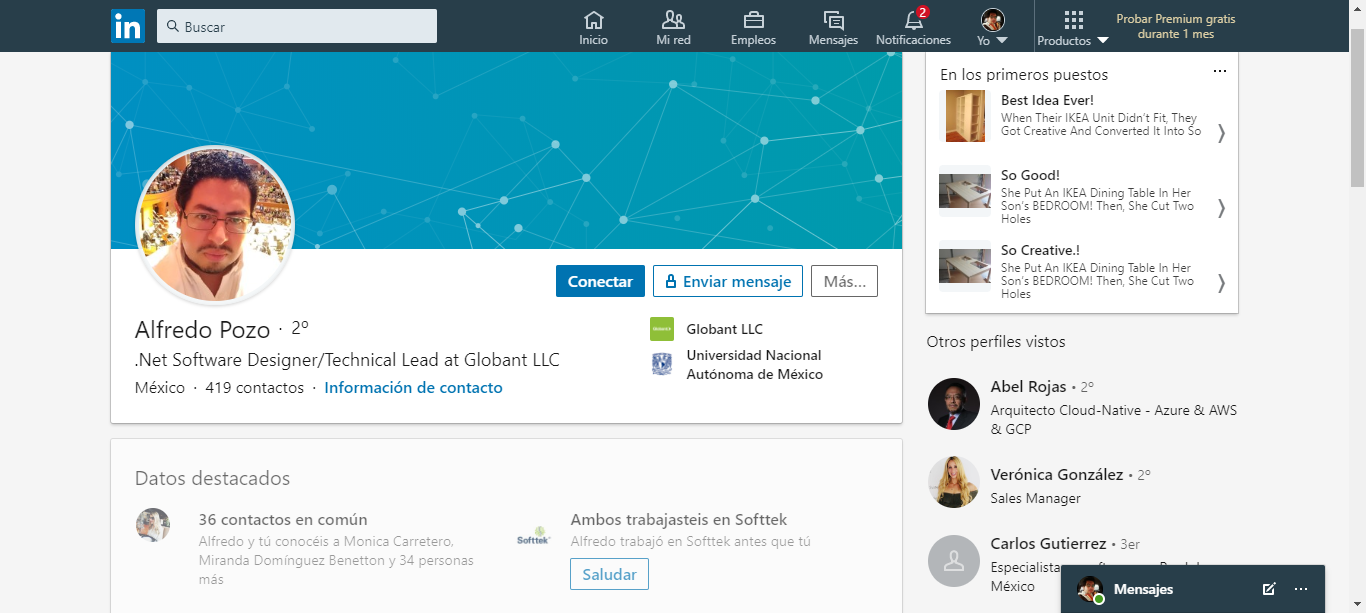 in
Buscar
Inicio
Mi red
Empleos
Mensajes
2
Notificaciones
Yo
Productos
Probar Premium gratis
durante 1 mes
Alfredo Pozo · 2º
.Net Software Designer/Technical Lead at Globant LLC
México · 419 contactos · Información de contacto
Conectar
Enviar mensaje
Más...
Globant LLC
Universidad Nacional
Autónoma de México
Datos destacados
36 contactos en común
Alfredo y tú conocéis a Monica Carretero,
Miranda Domínguez Benetton y 34 personas
más
Softtek
Ambos trabajasteis en Softtek
Alfredo trabajó en Softtek antes que tú
Saludar
En los primeros puestos
Best Idea Ever!
When Their IKEA Unit Didn't Fit, They
Got Creative And Converted It Into So
So Good!
She Put An IKEA Dining Table In Her
Son's BEDROOM! Then, She Cut Two
Holes
So Creative.!
She Put An IKEA Dining Table In Her
Son's BEDROOM! Then, She Cut Two
Holes
Otros perfiles vistos
Abel Rojas • 2º
Arquitecto Cloud-Native - Azure & AWS
& GCP
Verónica González • 2º
Sales Manager
Carlos Gutierrez • 3er
Especialista
México
Mensajes